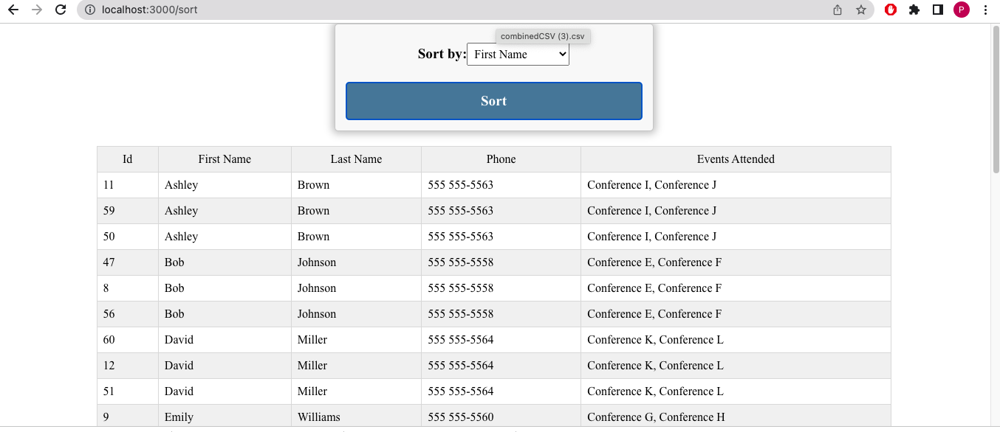 localhost:3000/sort
P
combinedCSV (3).csv
Sort by: First Name
Sort
Id First Name Last Name Phone Events Attended
11 Ashley Brown 555 555-5563 Conference I, Conference J
59 Ashley Brown 555 555-5563 Conference I, Conference J
50 Ashley Brown 555 555-5563 Conference I, Conference J
47 Bob Johnson 555 555-5558 Conference E, Conference F
8 Bob Johnson 555 555-5558 Conference E, Conference F
56 Bob Johnson 555 555-5558 Conference E, Conference F
60 David Miller 555 555-5564 Conference K, Conference L
12 David Miller 555 555-5564 Conference K, Conference L
51 David Miller 555 555-5564 Conference K, Conference L
9 Emily Williams 555 555-5560 Conference G, Conference H